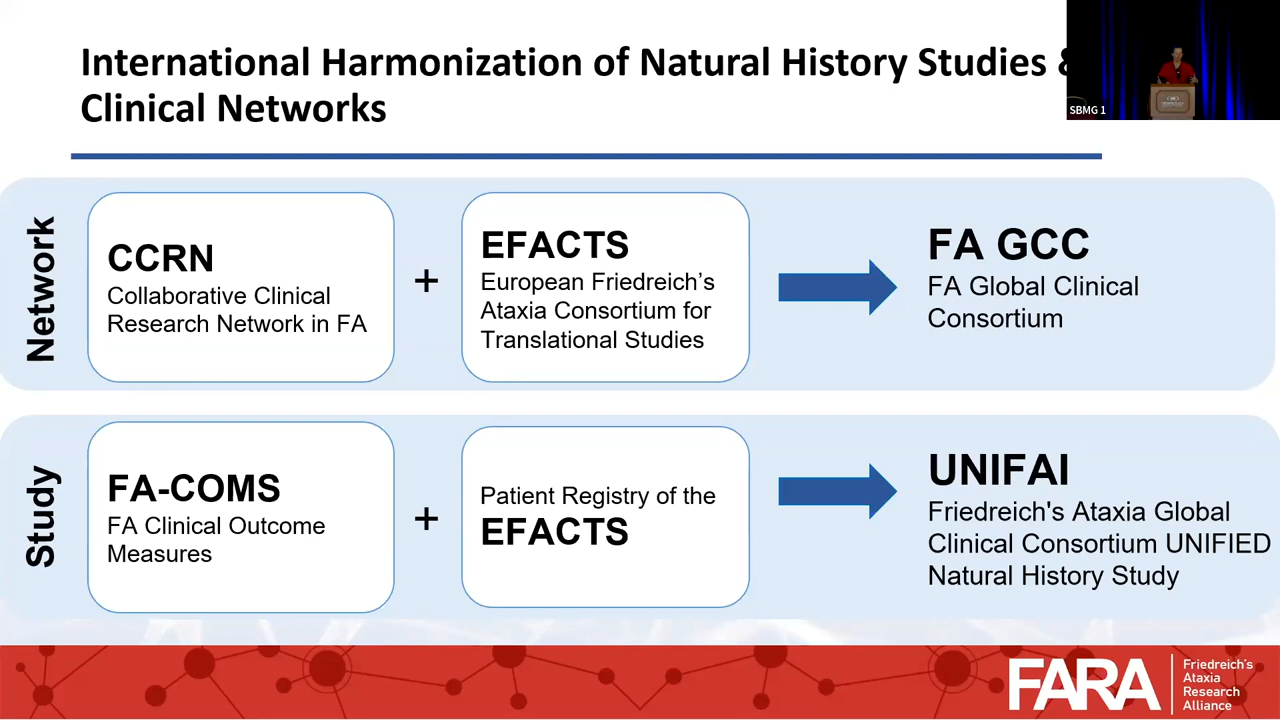 International Harmonization of Natural History Studies &
Clinical Networks
SBMG 1
Network
CCRN
Collaborative Clinical
Research Network in FA
+
EFACTS
European Friedreich’s
Ataxia Consortium for
Translational Studies
FA GCC
FA Global Clinical
Consortium
Study
FA-COMS
FA Clinical Outcome
Measures
+
Patient Registry of the
EFACTS
UNIFAI
Friedreich's Ataxia Global
Clinical Consortium UNIFIED
Natural History Study
FARA
Friedreich's
Ataxia
Research
Alliance